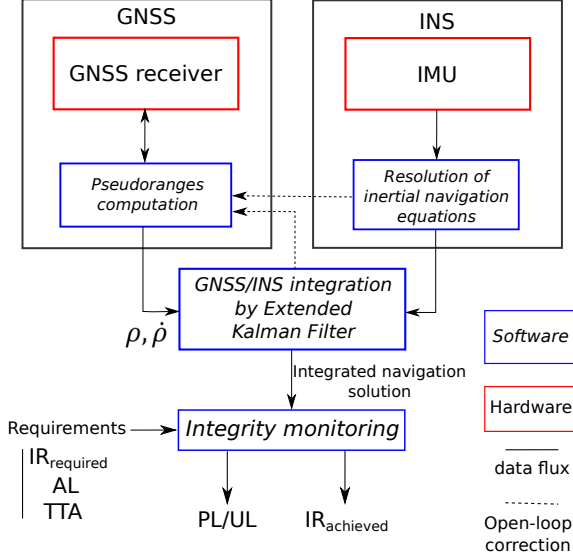 GNSS
INS
GNSS receiver
IMU
Pseudoranges
computation
Resolution of
inertial navigation
equations
GNSS/INS integration
by Extended
Kalman Filter
ρ, ρ̇
Integrated navigation
solution
Requirements
IRrequired
AL
TTA
Integrity monitoring
PL/UL
IRachieved
Software
Hardware
data flux
Open-loop
correction